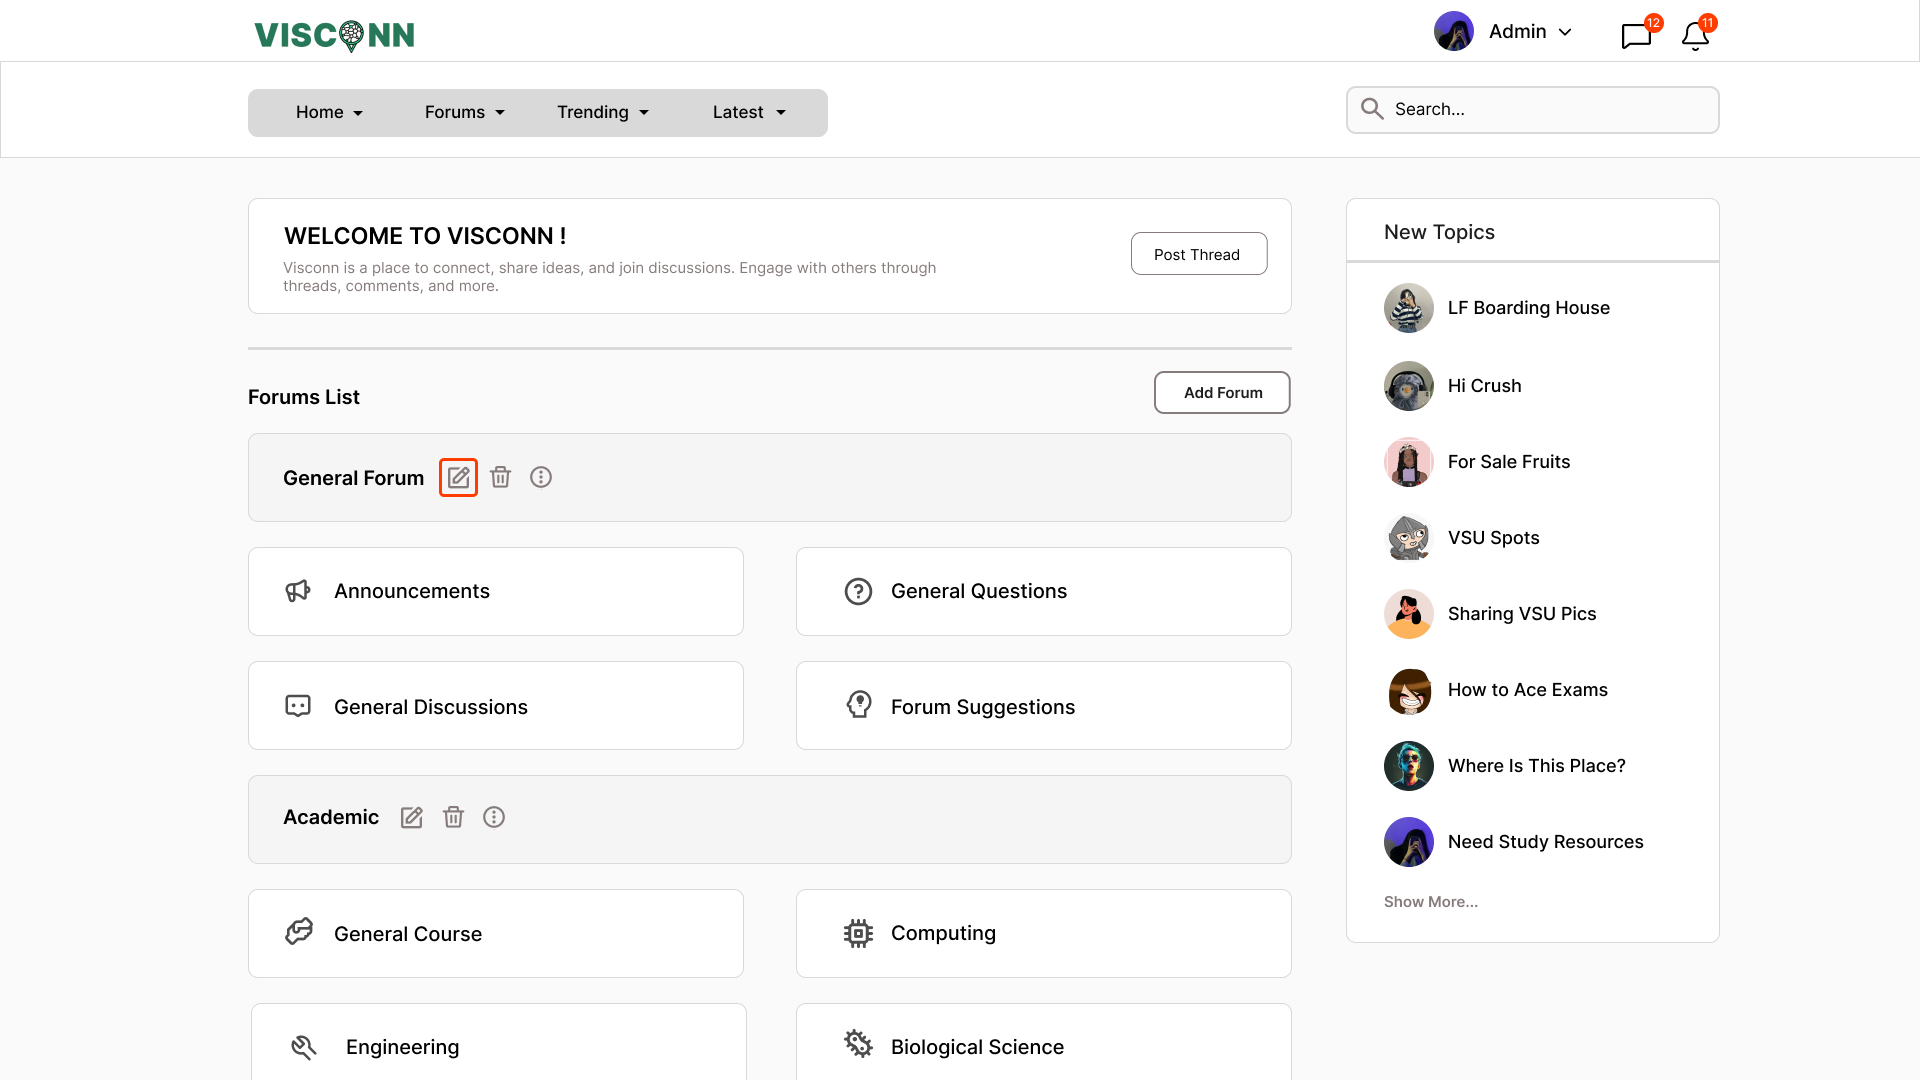 VISCONN
Admin
12
11
Home
Forums
Trending
Latest
Search...
WELCOME TO VISCONN !
Visconn is a place to connect, share ideas, and join discussions. Engage with others through
threads, comments, and more.
Post Thread
Forums List
Add Forum
General Forum
Announcements
General Questions
General Discussions
Forum Suggestions
Academic
General Course
Computing
Engineering
Biological Science
New Topics
LF Boarding House
Hi Crush
For Sale Fruits
VSU Spots
Sharing VSU Pics
How to Ace Exams
Where Is This Place?
Need Study Resources
Show More...